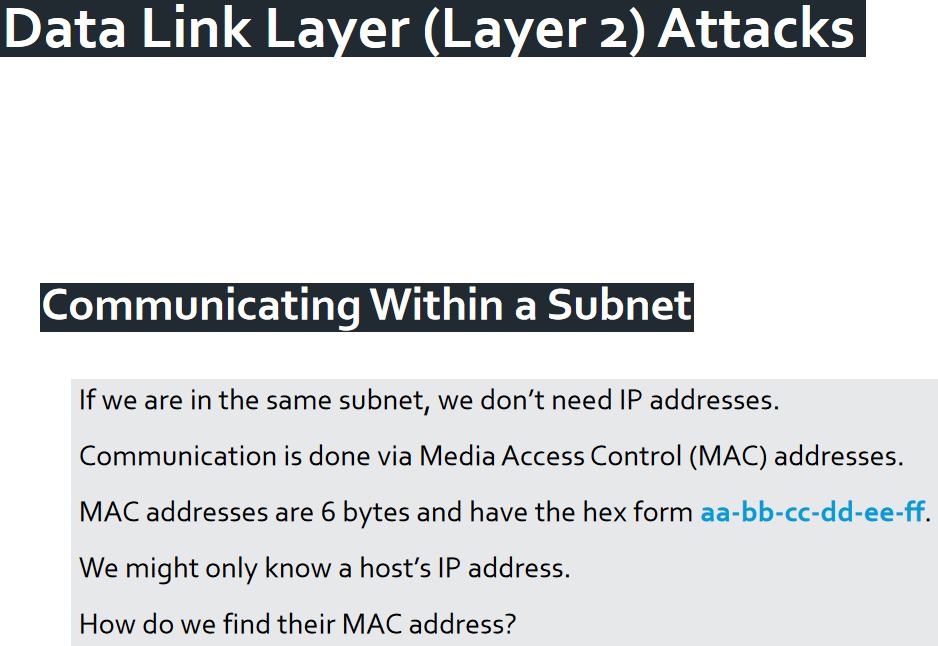 Data Link Layer (Layer 2) Attacks
Communicating Within a Subnet
If we are in the same subnet, we don’t need IP addresses.
Communication is done via Media Access Control (MAC) addresses.
MAC addresses are 6 bytes and have the hex form aa-bb-cc-dd-ee-ff.
We might only know a host’s IP address.
How do we find their MAC address?